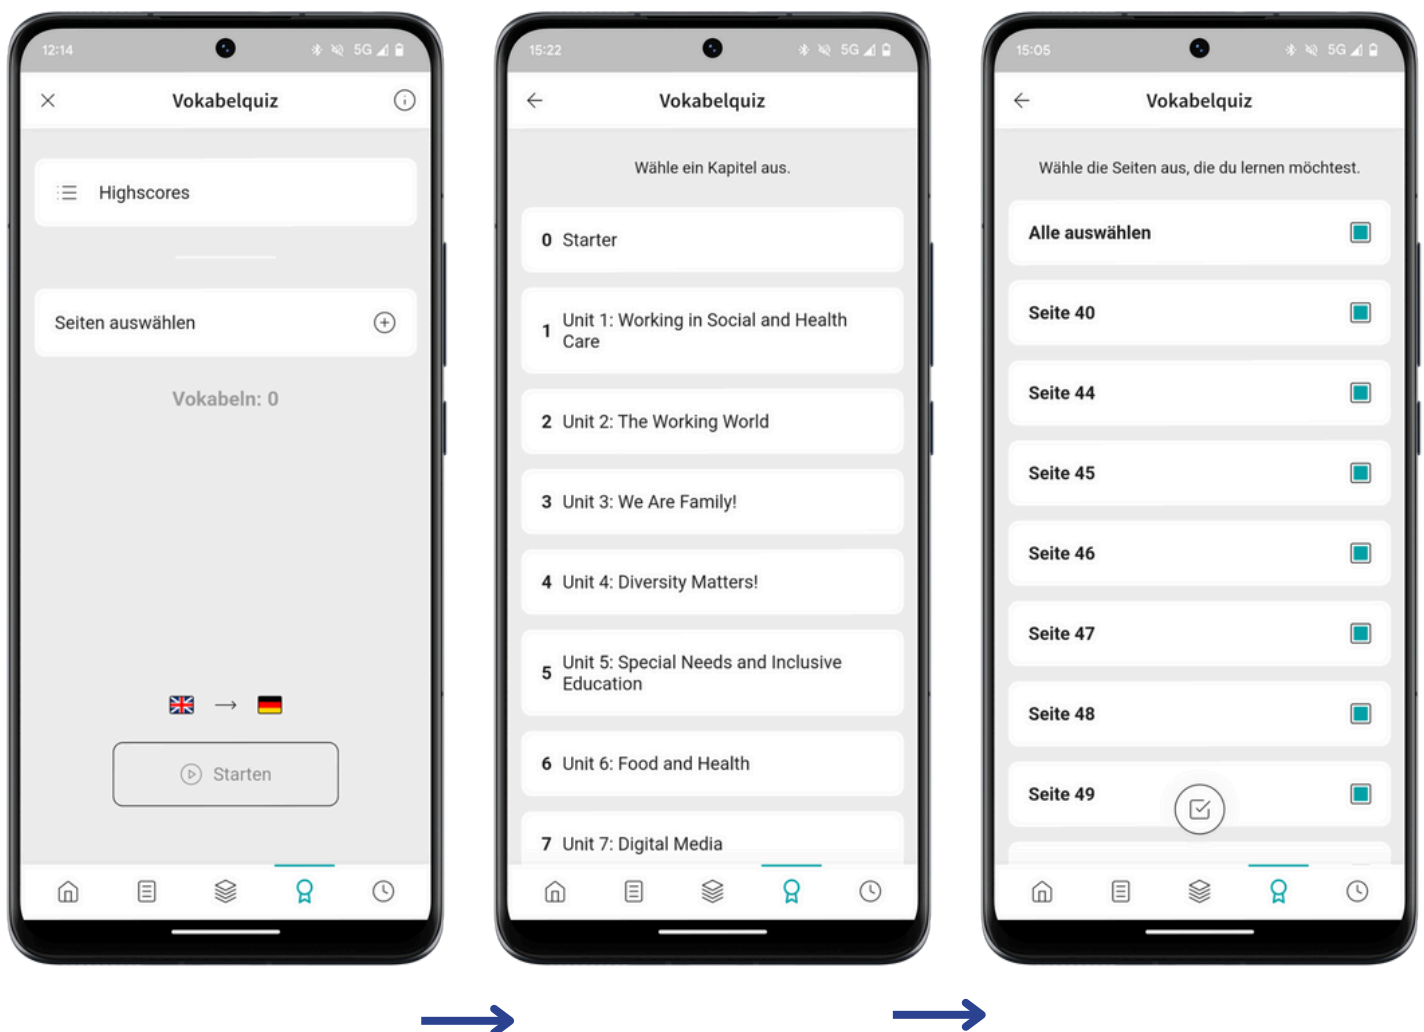 12:14
5G
Vokabelquiz
Highscores
Seiten auswählen
Vokabeln: 0
Starten
15:22
5G
Vokabelquiz
Wähle ein Kapitel aus.
0 Starter
1 Unit 1: Working in Social and Health
Care
2 Unit 2: The Working World
3 Unit 3: We Are Family!
4 Unit 4: Diversity Matters!
5 Unit 5: Special Needs and Inclusive
Education
6 Unit 6: Food and Health
7 Unit 7: Digital Media
15:05
5G
Vokabelquiz
Wähle die Seiten aus, die du lernen möchtest.
Alle auswählen
Seite 40
Seite 44
Seite 45
Seite 46
Seite 47
Seite 48
Seite 49